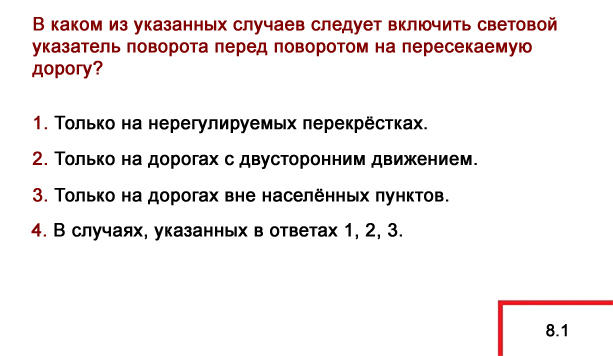 В каком из указанных случаев следует включить световой
указатель поворота перед поворотом на пересекаемую
дорогу?
1. Только на нерегулируемых перекрёстках.
2. Только на дорогах с двусторонним движением.
3. Только на дорогах вне населённых пунктов.
4. В случаях, указанных в ответах 1, 2, 3.
8.1